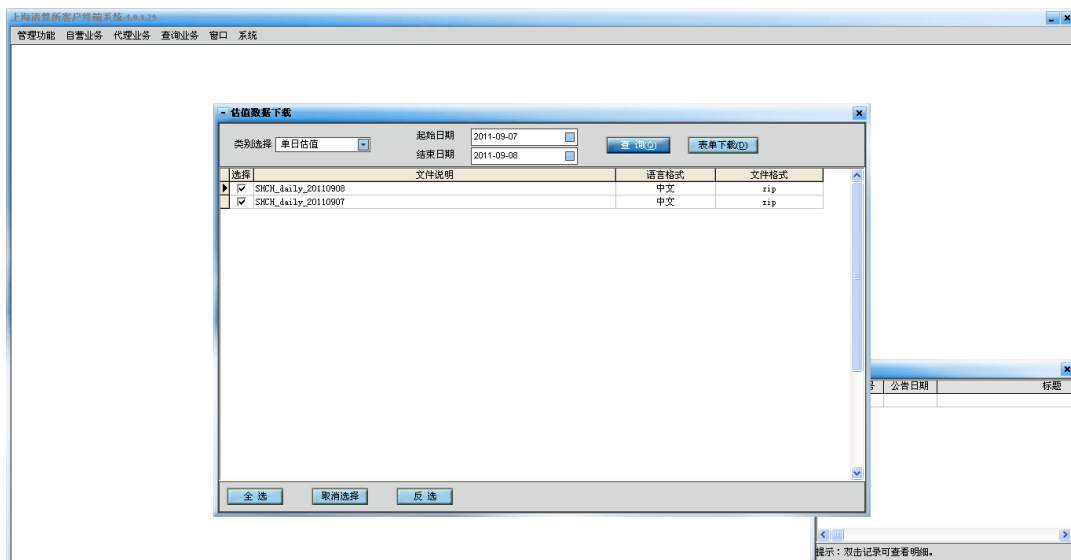 上海清算所客户终端系统-1.0.1.29
管理功能 自营业务 代理业务 查询业务 窗口 系统
估值数据下载
类别选择 单日估值 起始日期 2011-09-07 查 询(Q) 表单下载(D)
结束日期 2011-09-08
选择 文件说明 语言格式 文件格式
SHCH_daily_20110908 中文 zip
SHCH_daily_20110907 中文 zip
号 公告日期 标题
全 选 取消选择 反 选
提示：双击记录可查看明细。